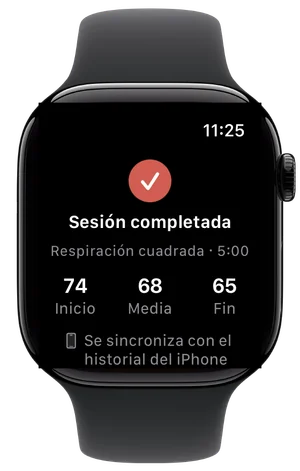 11:25
Sesión completada
Respiración cuadrada · 5:00
74 68 65
Inicio Media Fin
Se sincroniza con el
historial del iPhone